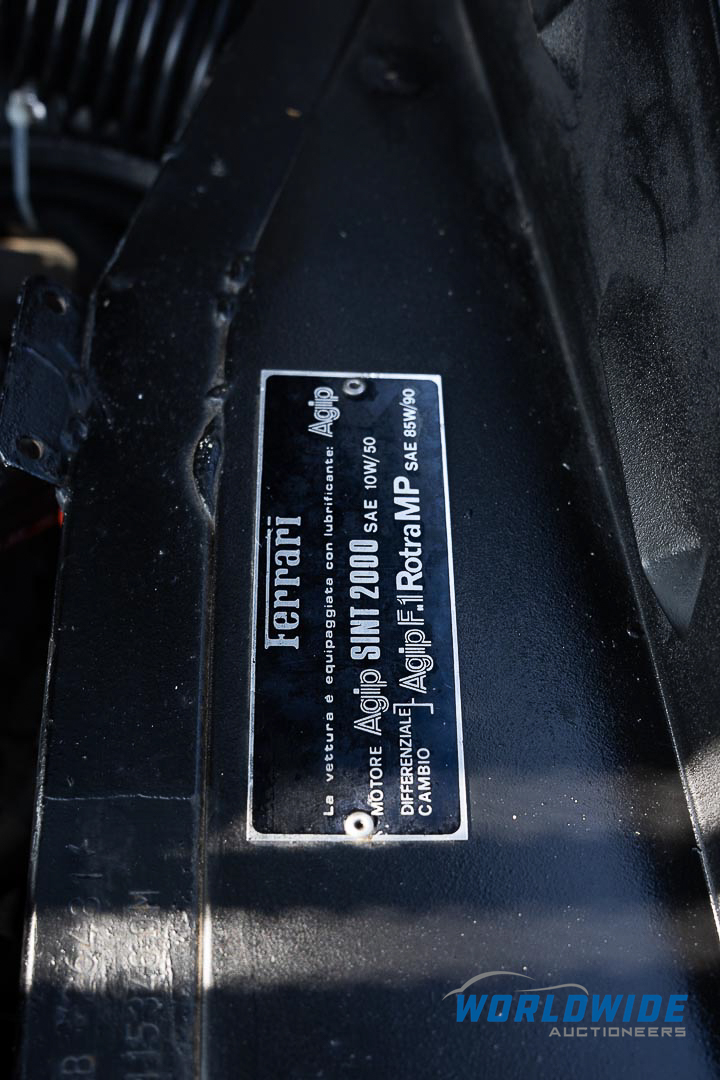 Ferrari
La vettura é equipaggiata con lubrificante: Agip
MOTORE Agip SINT 2000 SAE 10W/50
DIFFERENZIALE
CAMBIO
] Agip F.1 Rotra MP SAE 85W/90
WORLDWIDE
AUCTIONEERS